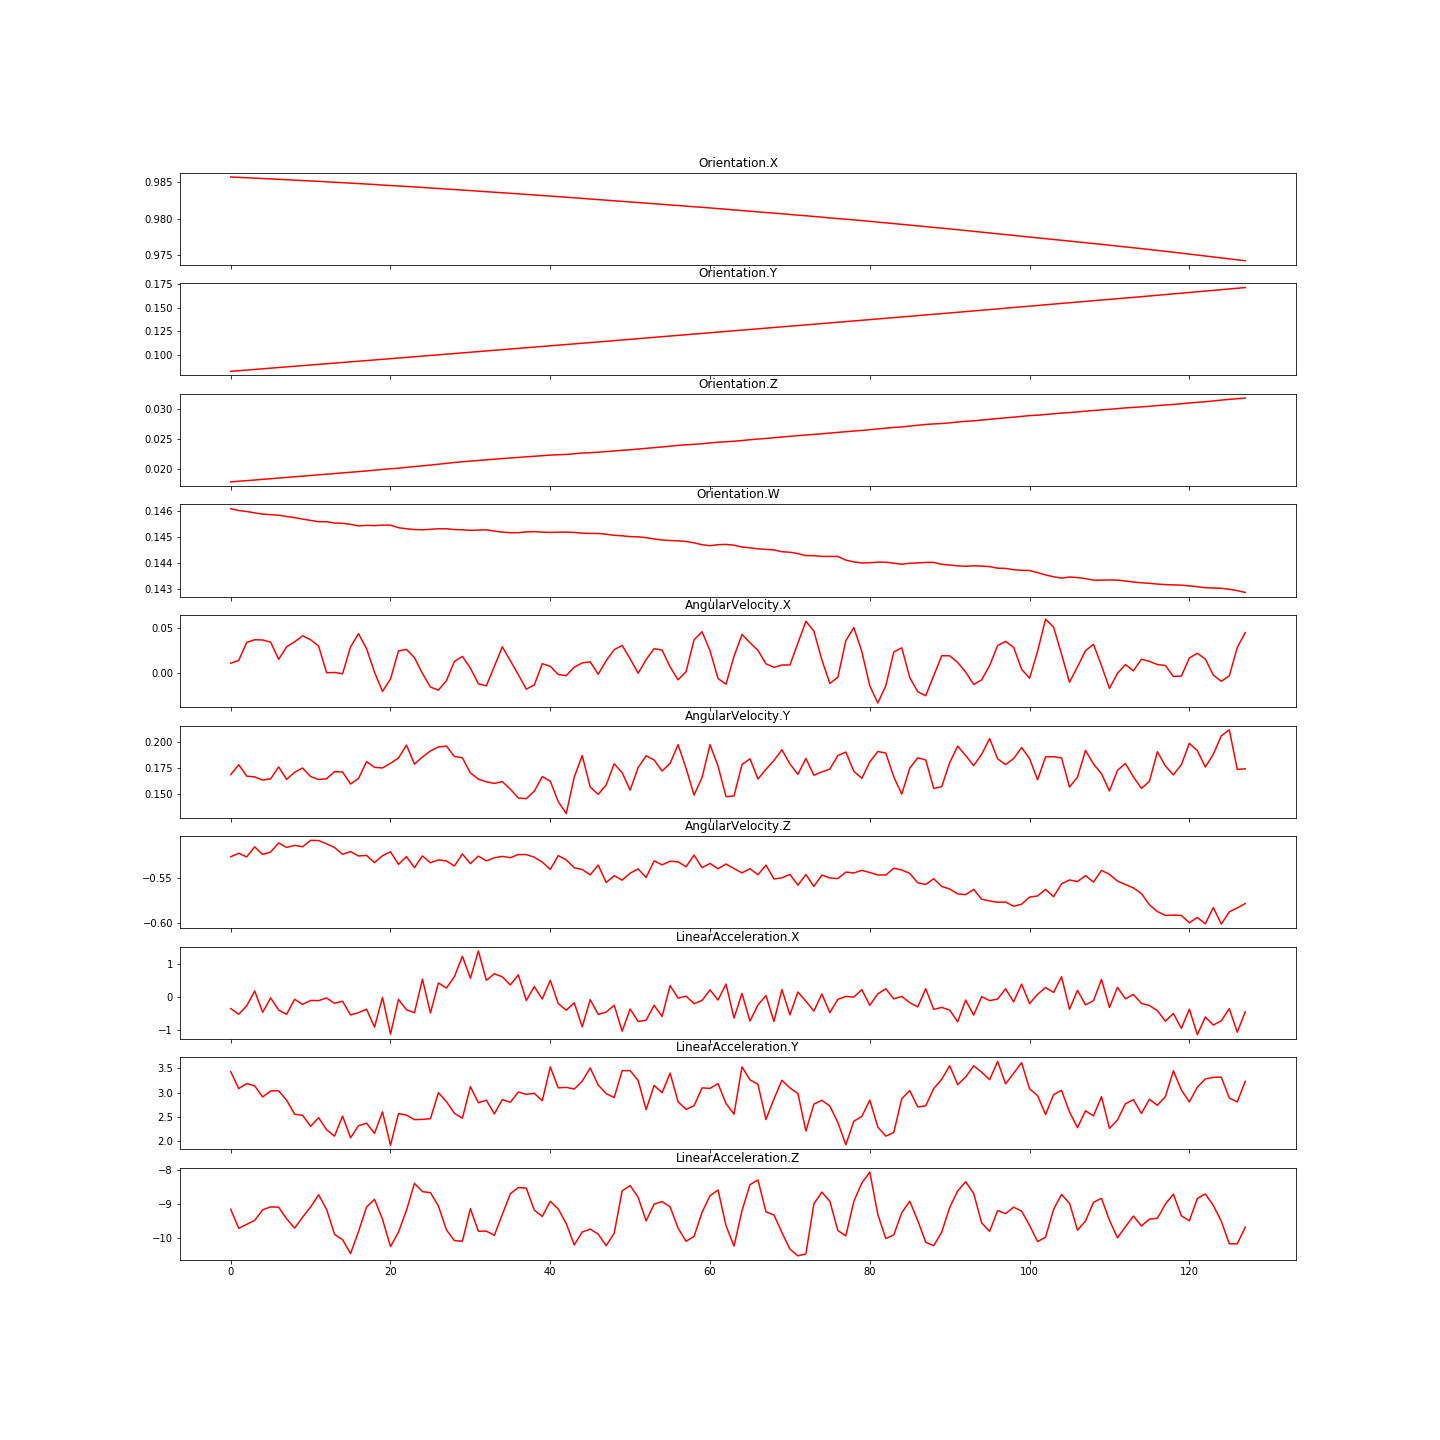 Orientation.X
0.985
0.980
0.975
Orientation.Y
0.175
0.150
0.125
0.100
Orientation.Z
0.030
0.025
0.020
Orientation.W
0.146
0.145
0.144
0.143
AngularVelocity.X
0.05
0.00
AngularVelocity.Y
0.200
0.175
0.150
AngularVelocity.Z
−0.55
−0.60
LinearAcceleration.X
1
0
−1
LinearAcceleration.Y
3.5
3.0
2.5
2.0
LinearAcceleration.Z
−8
−9
−10
0 20 40 60 80 100 120